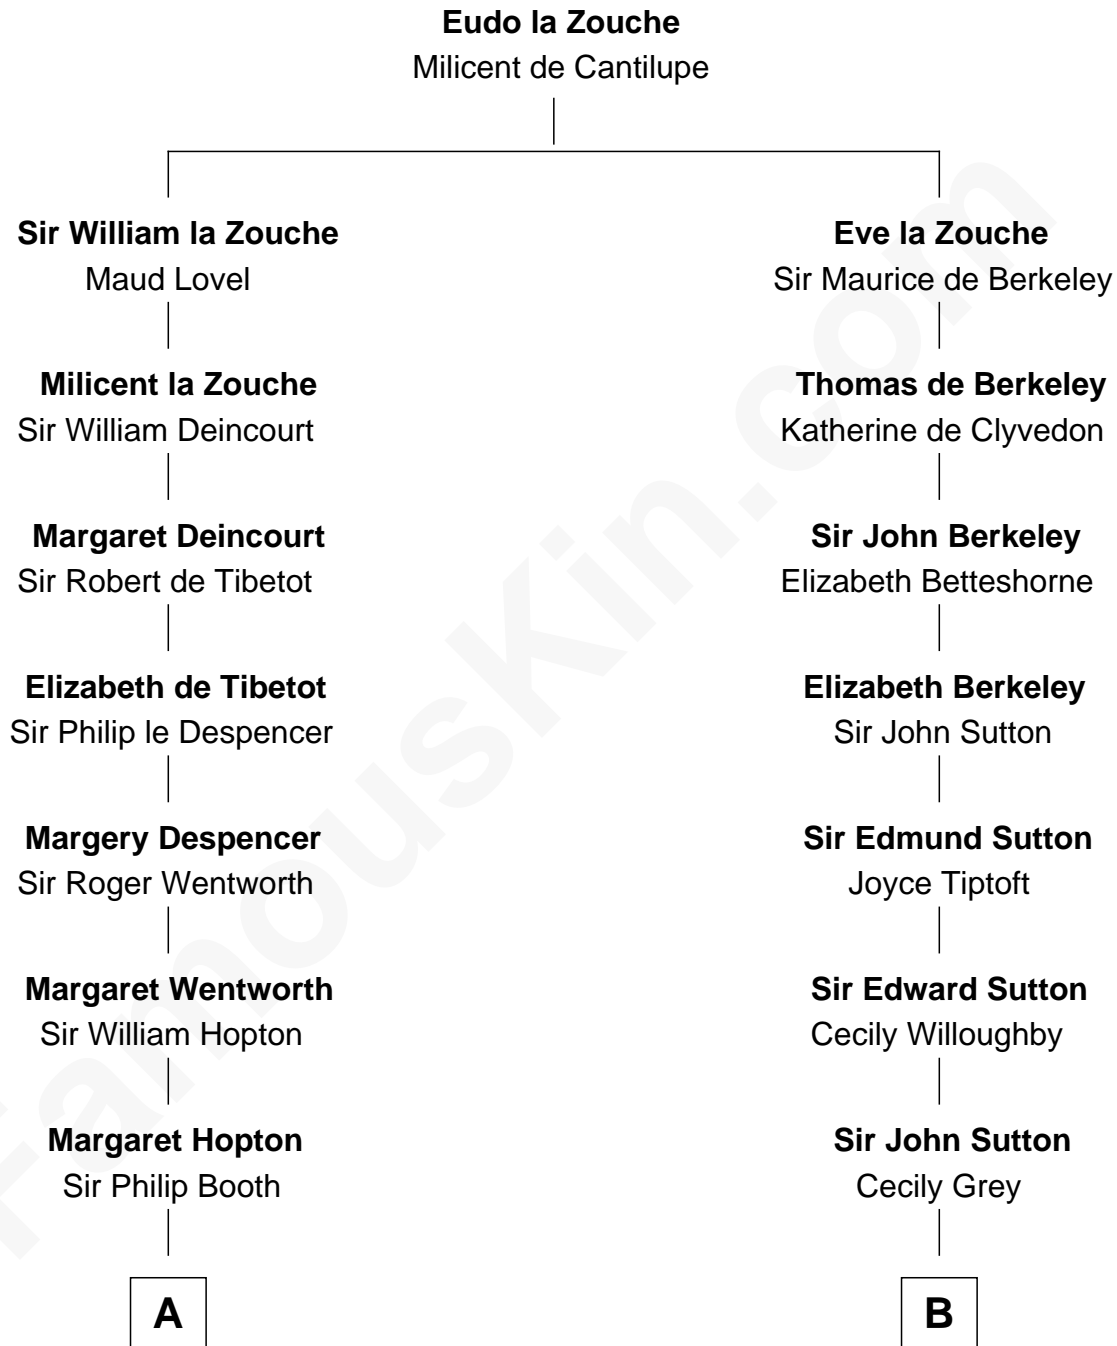 Eudo la Zouche
Milicent de Cantilupe
Sir William la Zouche
Maud Lovel
Eve la Zouche
Sir Maurice de Berkeley
Milicent la Zouche
Sir William Deincourt
Thomas de Berkeley
Katherine de Clyvedon
Margaret Deincourt
Sir Robert de Tibetot
Sir John Berkeley
Elizabeth Betteshorne
Elizabeth de Tibetot
Sir Philip le Despencer
Elizabeth Berkeley
Sir John Sutton
Margery Despencer
Sir Roger Wentworth
Sir Edmund Sutton
Joyce Tiptoft
Margaret Wentworth
Sir William Hopton
Sir Edward Sutton
Cecily Willoughby
Margaret Hopton
Sir Philip Booth
Sir John Sutton
Cecily Grey
A
B
FamousKin.com